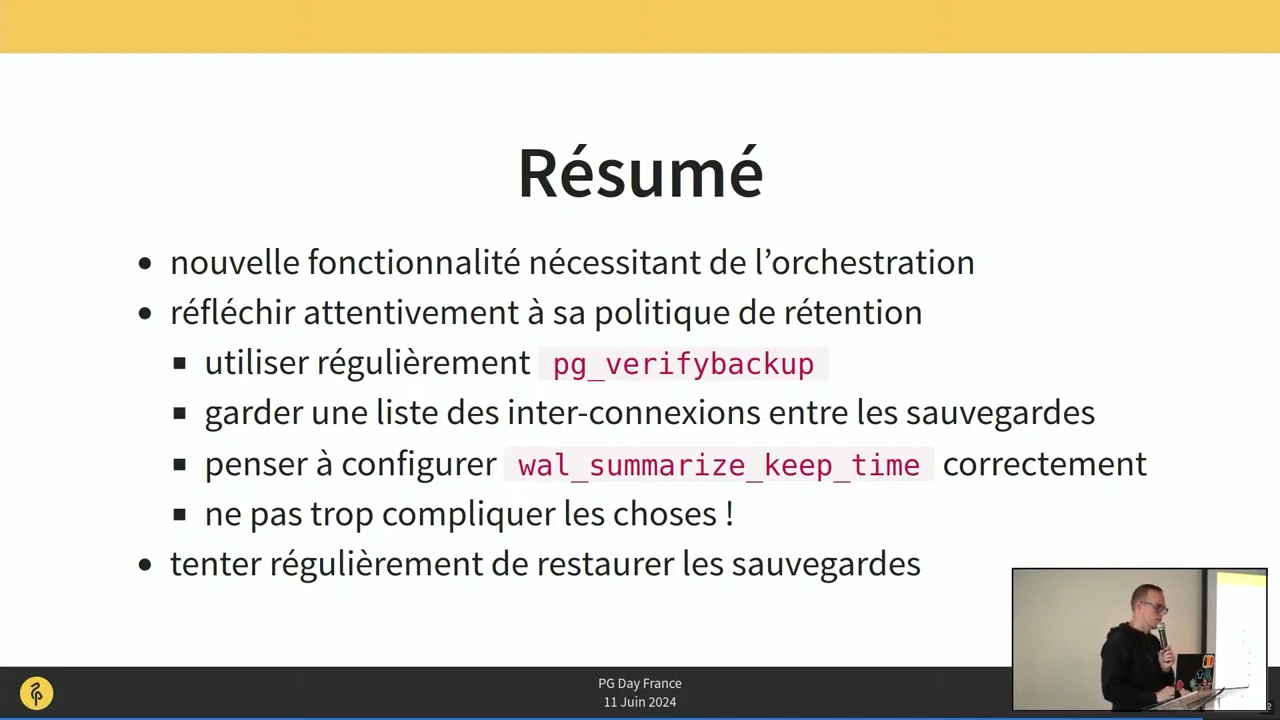 Résumé
nouvelle fonctionnalité nécessitant de l’orchestration
réfléchir attentivement à sa politique de rétention
utiliser régulièrement pg_verifybackup
garder une liste des inter-connexions entre les sauvegardes
penser à configurer wal_summarize_keep_time correctement
ne pas trop compliquer les choses !
tenter régulièrement de restaurer les sauvegardes
PG Day France
11 Juin 2024